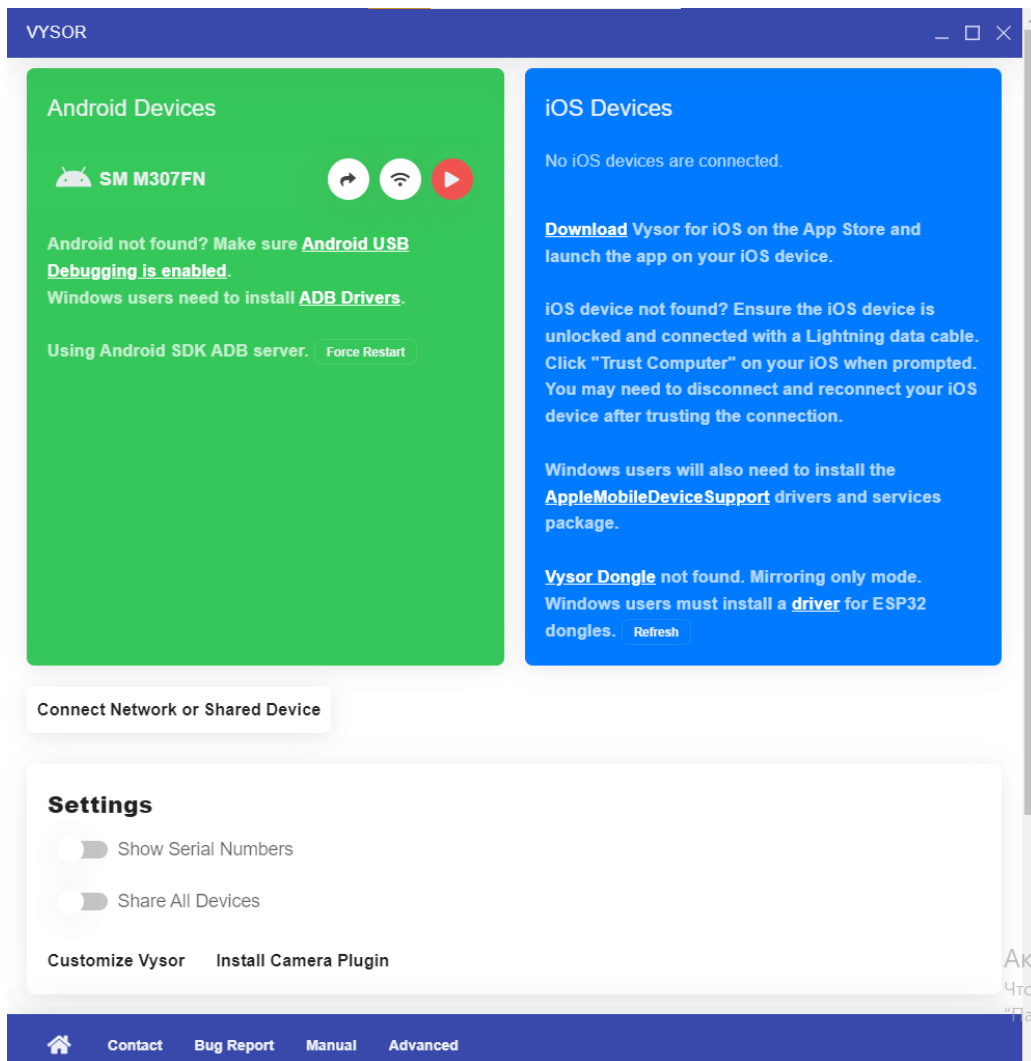 VYSOR
Android Devices
SM M307FN
Android not found? Make sure Android USB
Debugging is enabled.
Windows users need to install ADB Drivers.
Using Android SDK ADB server. Force Restart
iOS Devices
No iOS devices are connected.
Download Vysor for iOS on the App Store and
launch the app on your iOS device.
iOS device not found? Ensure the iOS device is
unlocked and connected with a Lightning data cable.
Click "Trust Computer" on your iOS when prompted.
You may need to disconnect and reconnect your iOS
device after trusting the connection.
Windows users will also need to install the
AppleMobileDeviceSupport drivers and services
package.
Vysor Dongle not found. Mirroring only mode.
Windows users must install a driver for ESP32
dongles. Refresh
Connect Network or Shared Device
Settings
Show Serial Numbers
Share All Devices
Customize Vysor Install Camera Plugin
Contact Bug Report Manual Advanced